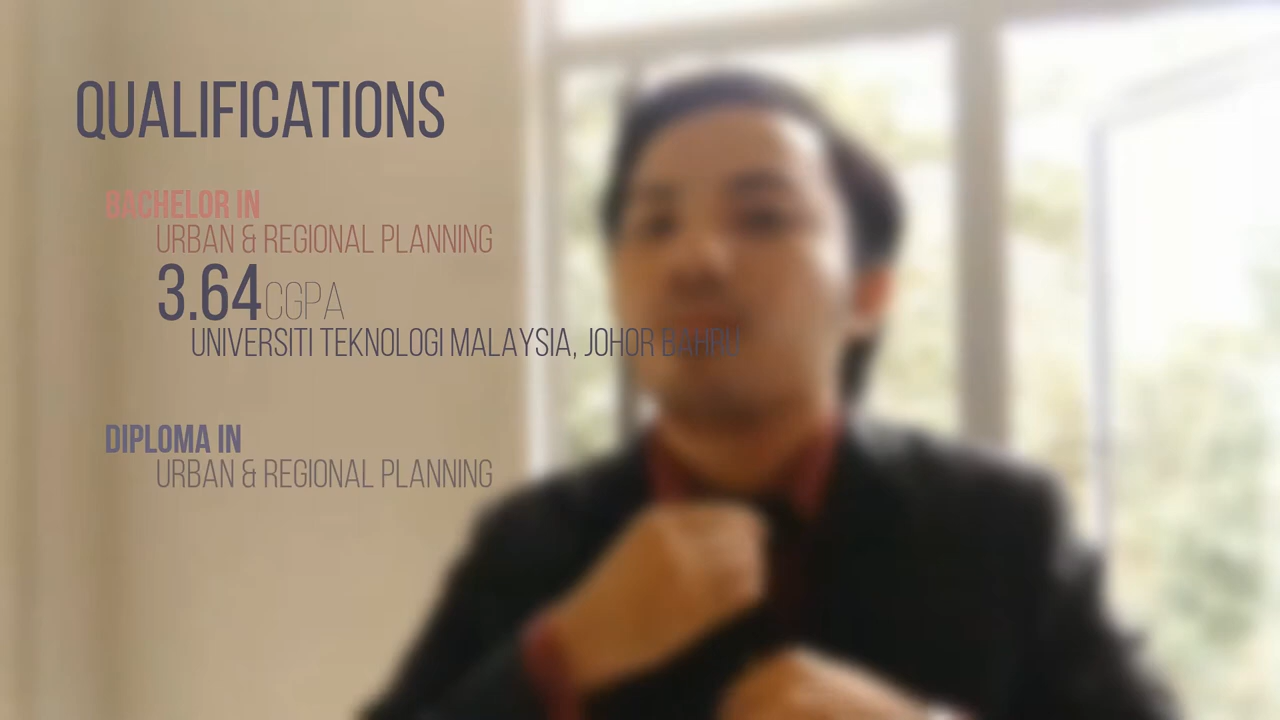 QUALIFICATIONS
BACHELOR IN
URBAN & REGIONAL PLANNING
3.64CGPA
UNIVERSITI TEKNOLOGI MALAYSIA, JOHOR BAHRU
DIPLOMA IN
URBAN & REGIONAL PLANNING